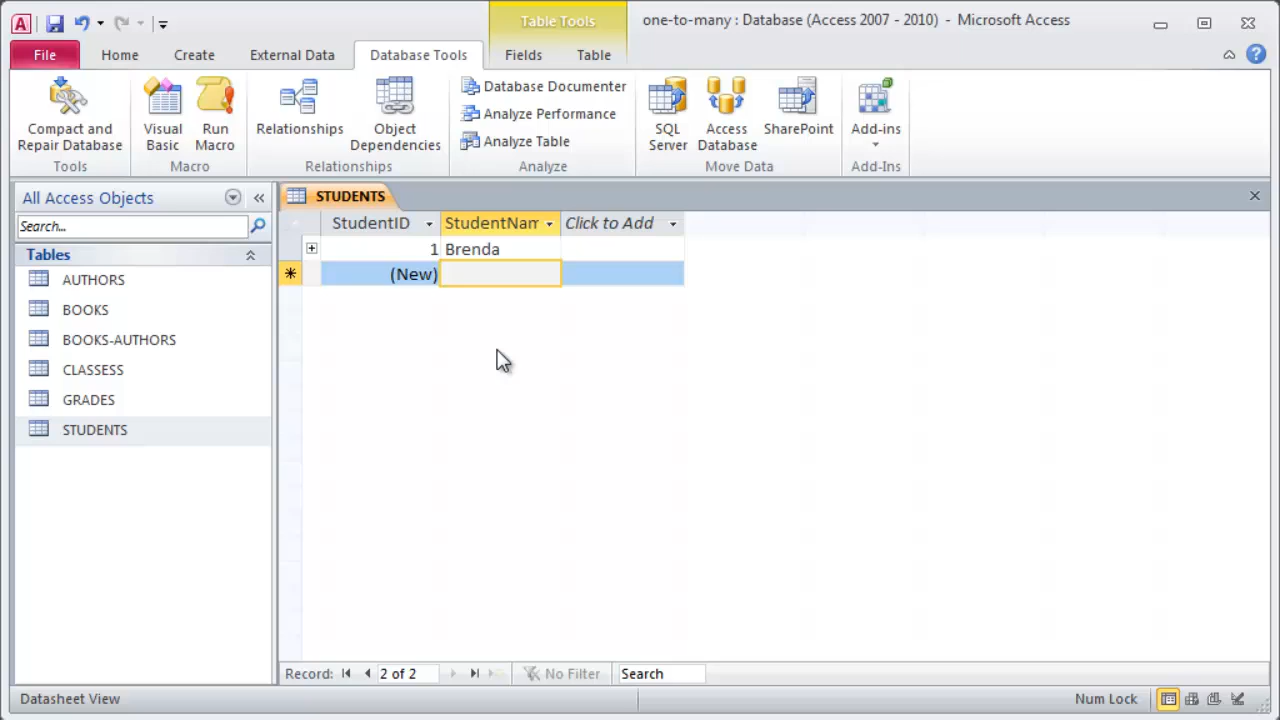 Table Tools
one-to-many : Database (Access 2007 - 2010) - Microsoft Access
File Home Create External Data Database Tools Fields Table
Compact and Repair Database
Visual Basic
Run Macro
Relationships
Object Dependencies
Database Documenter
Analyze Performance
Analyze Table
SQL Server
Access Database
SharePoint
Add-ins
Tools Macro Relationships Analyze Move Data Add-Ins
All Access Objects
Search...
Tables
AUTHORS
BOOKS
BOOKS-AUTHORS
CLASSESS
GRADES
STUDENTS
STUDENTS
StudentID StudentNam Click to Add
1 Brenda
(New)
Record: 2 of 2 No Filter Search
Datasheet View Num Lock